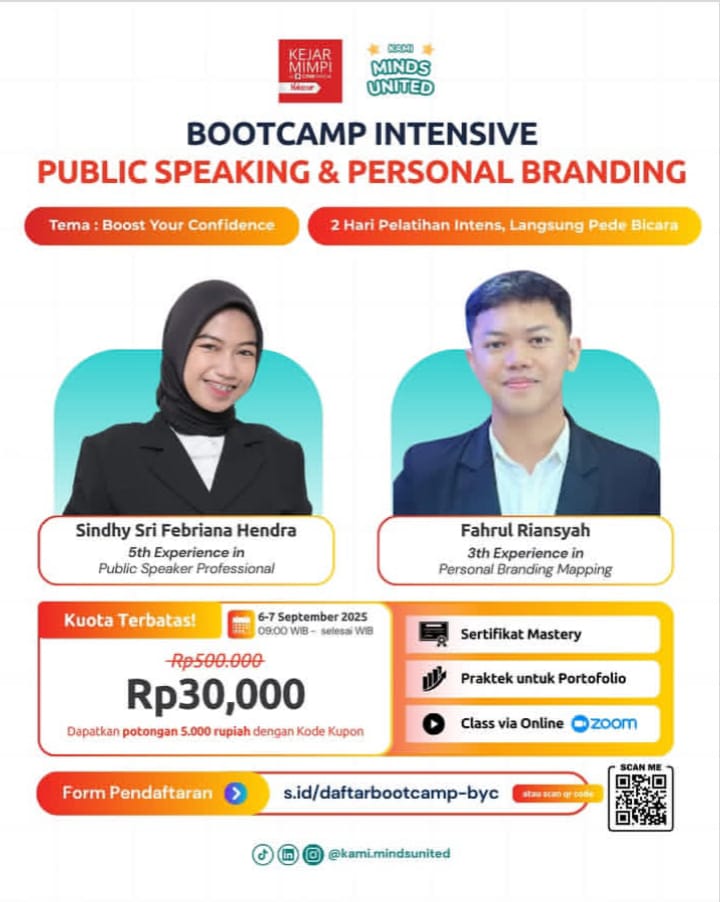 KEJAR
MIMPI
KAMI
MINDS
UNITED
BOOTCAMP INTENSIVE
PUBLIC SPEAKING & PERSONAL BRANDING
Tema : Boost Your Confidence
2 Hari Pelatihan Intens, Langsung Pede Bicara
Sindhy Sri Febriana Hendra
5th Experience in
Public Speaker Professional
Fahrul Riansyah
3th Experience in
Personal Branding Mapping
Kuota Terbatas!
6-7 September 2025
09:00 WIB - selesai WIB
Rp500.000
Rp30,000
Dapatkan potongan 5.000 rupiah dengan Kode Kupon
Sertifikat Mastery
Praktek untuk Portofolio
Class via Online zoom
Form Pendaftaran
s.id/daftarbootcamp-byc
atau scan qr code
SCAN ME
@kami.mindsunited